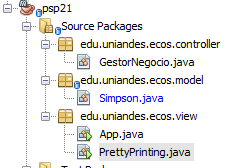 psp21
Source Packages
edu.uniandes.ecos.controller
GestorNegocio.java
edu.uniandes.ecos.model
Simpson.java
edu.uniandes.ecos.view
App.java
PrettyPrinting.java